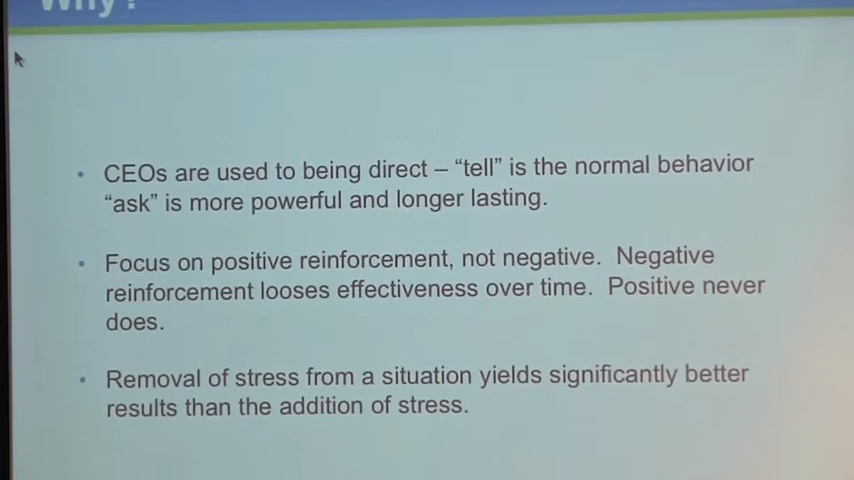 Why?
CEOs are used to being direct – “tell” is the normal behavior
“ask” is more powerful and longer lasting.
Focus on positive reinforcement, not negative. Negative
reinforcement looses effectiveness over time. Positive never
does.
Removal of stress from a situation yields significantly better
results than the addition of stress.